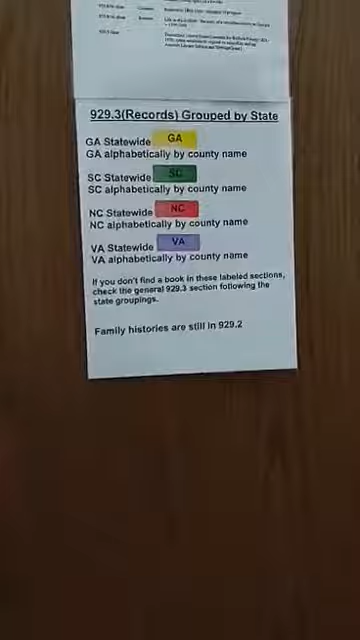 929.3(Records) Grouped by State
GA Statewide GA
GA alphabetically by county name
SC Statewide SC
SC alphabetically by county name
NC Statewide NC
NC alphabetically by county name
VA Statewide VA
VA alphabetically by county name
If you don't find a book in these labeled sections,
check the general 929.3 section following the
state groupings.
Family histories are still in 929.2